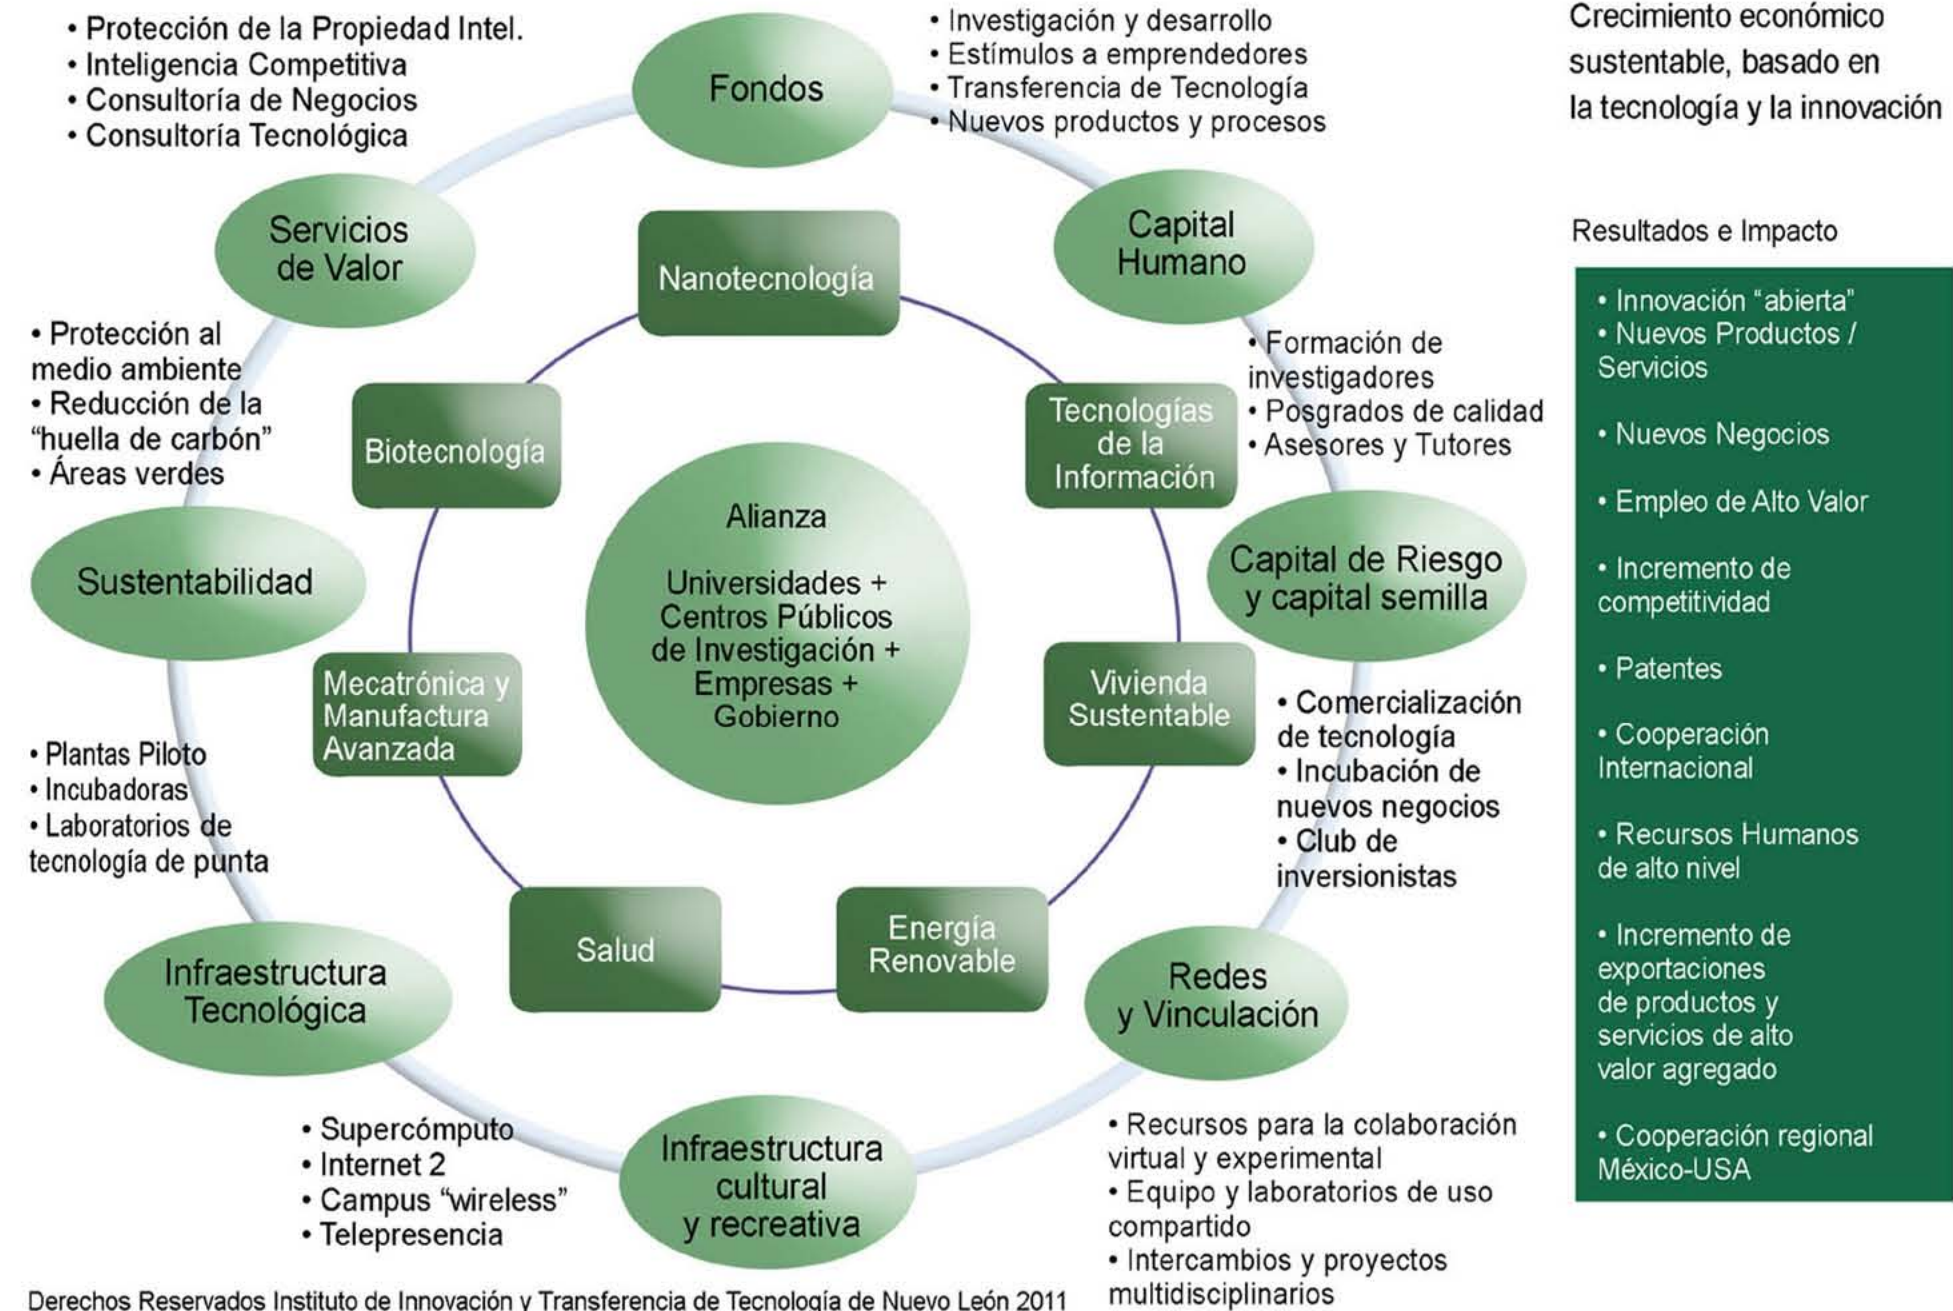 • Protección de la Propiedad Intel.
• Inteligencia Competitiva
• Consultoría de Negocios
• Consultoría Tecnológica
Fondos
• Investigación y desarrollo
• Estímulos a emprendedores
• Transferencia de Tecnología
• Nuevos productos y procesos
Crecimiento económico
sustentable, basado en
la tecnología y la innovación
Servicios
de Valor
Capital
Humano
Nanotecnología
• Protección al
medio ambiente
• Reducción de la
“huella de carbón”
• Áreas verdes
Biotecnología
Tecnologías
de la
Información
• Formación de
investigadores
• Posgrados de calidad
• Asesores y Tutores
Alianza
Universidades +
Centros Públicos
de Investigación +
Empresas +
Gobierno
Sustentabilidad
Capital de Riesgo
y capital semilla
Mecatrónica y
Manufactura
Avanzada
Vivienda
Sustentable
• Plantas Piloto
• Incubadoras
• Laboratorios de
tecnología de punta
• Comercialización
de tecnología
• Incubación de
nuevos negocios
• Club de
inversionistas
Salud
Energía
Renovable
Infraestructura
Tecnológica
Redes
y Vinculación
• Supercómputo
• Internet 2
• Campus “wireless”
• Telepresencia
Infraestructura
cultural
y recreativa
• Recursos para la colaboración
virtual y experimental
• Equipo y laboratorios de uso
compartido
• Intercambios y proyectos
multidisciplinarios
Resultados e Impacto
• Innovación “abierta”
• Nuevos Productos /
Servicios
• Nuevos Negocios
• Empleo de Alto Valor
• Incremento de
competitividad
• Patentes
• Cooperación
Internacional
• Recursos Humanos
de alto nivel
• Incremento de
exportaciones
de productos y
servicios de alto
valor agregado
• Cooperación regional
México-USA
Derechos Reservados Instituto de Innovación y Transferencia de Tecnología de Nuevo León 2011